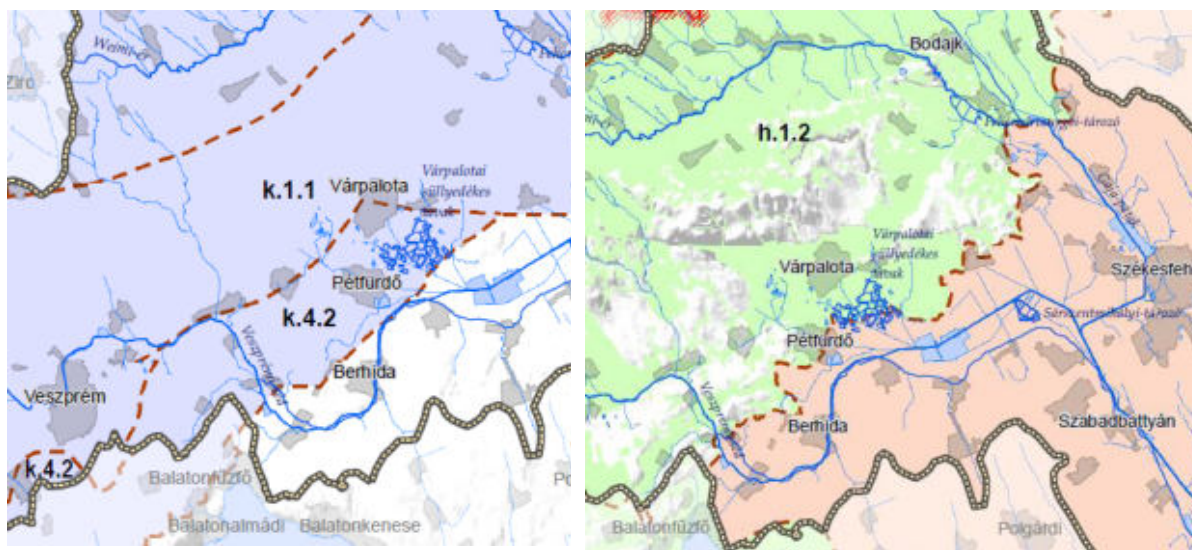 Veszprém
k.1.1
Várpalota
Várpalotai
süllyedékes
tavak
Pétfürdő
k.4.2
Berhida
k.4.2
Balatonfűzfő
Balatonalmádi
Balatonkenese
Bodajk
h.1.2
Várpalotai
süllyedékes
tavak
Várpalota
Székesfeh
Pétfürdő
Sárszentmihályi-tározó
Berhida
Szabadbattyán
Balatonfűzfő
Polgárdi